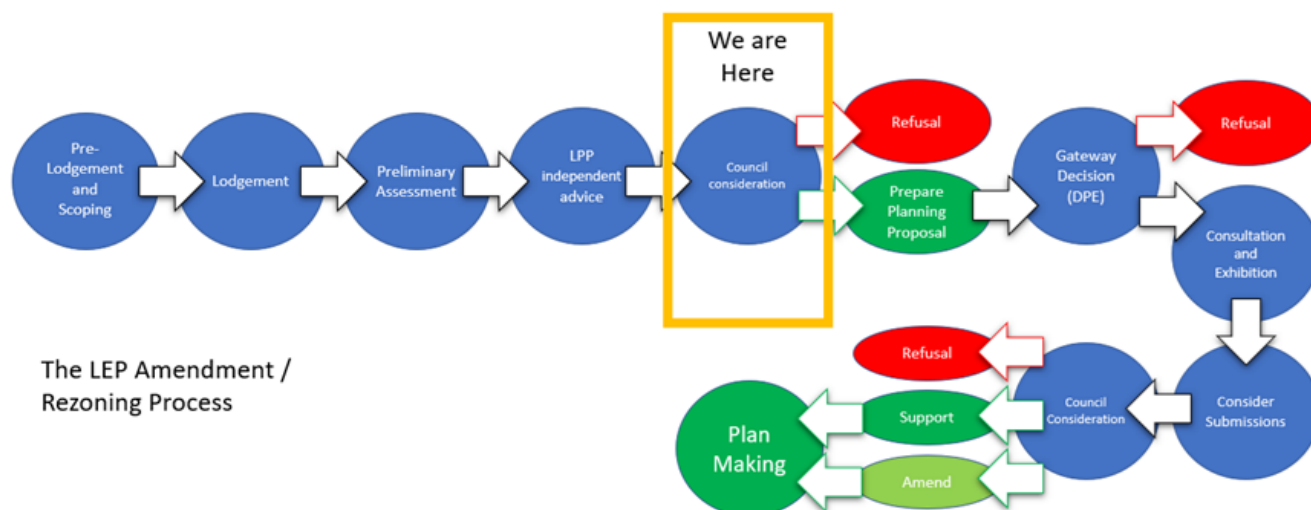 We are
Here
Pre-
Lodgement
and
Scoping
Lodgement
Preliminary
Assessment
LPP
independent
advice
Council
consideration
Refusal
Prepare
Planning
Proposal
Gateway
Decision
(DPE)
Refusal
Consultation
and
Exhibition
Consider
Submissions
Council
Consideration
Refusal
Support
Amend
Plan
Making
The LEP Amendment /
Rezoning Process